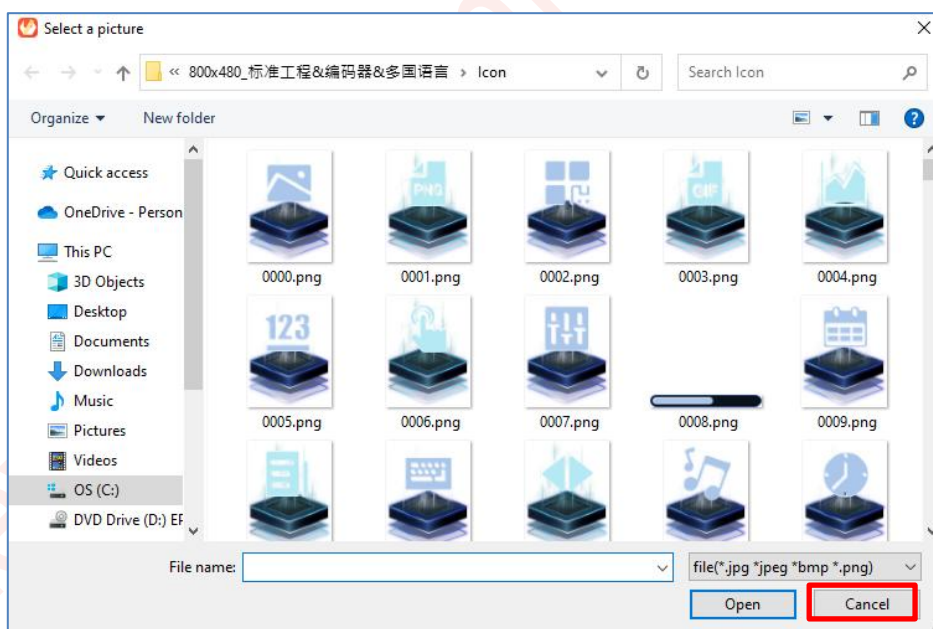 Select a picture
« 800x480_标准工程&编码器&多国语言 › Icon
Search Icon
Organize
New folder
Quick access
OneDrive - Person
This PC
3D Objects
Desktop
Documents
Downloads
Music
Pictures
Videos
OS (C:)
DVD Drive (D:) EF
PNG
GIF
0000.png
0001.png
0002.png
0003.png
0004.png
123
0005.png
0006.png
0007.png
0008.png
0009.png
File name:
file(*.jpg *jpeg *bmp *.png)
Open
Cancel